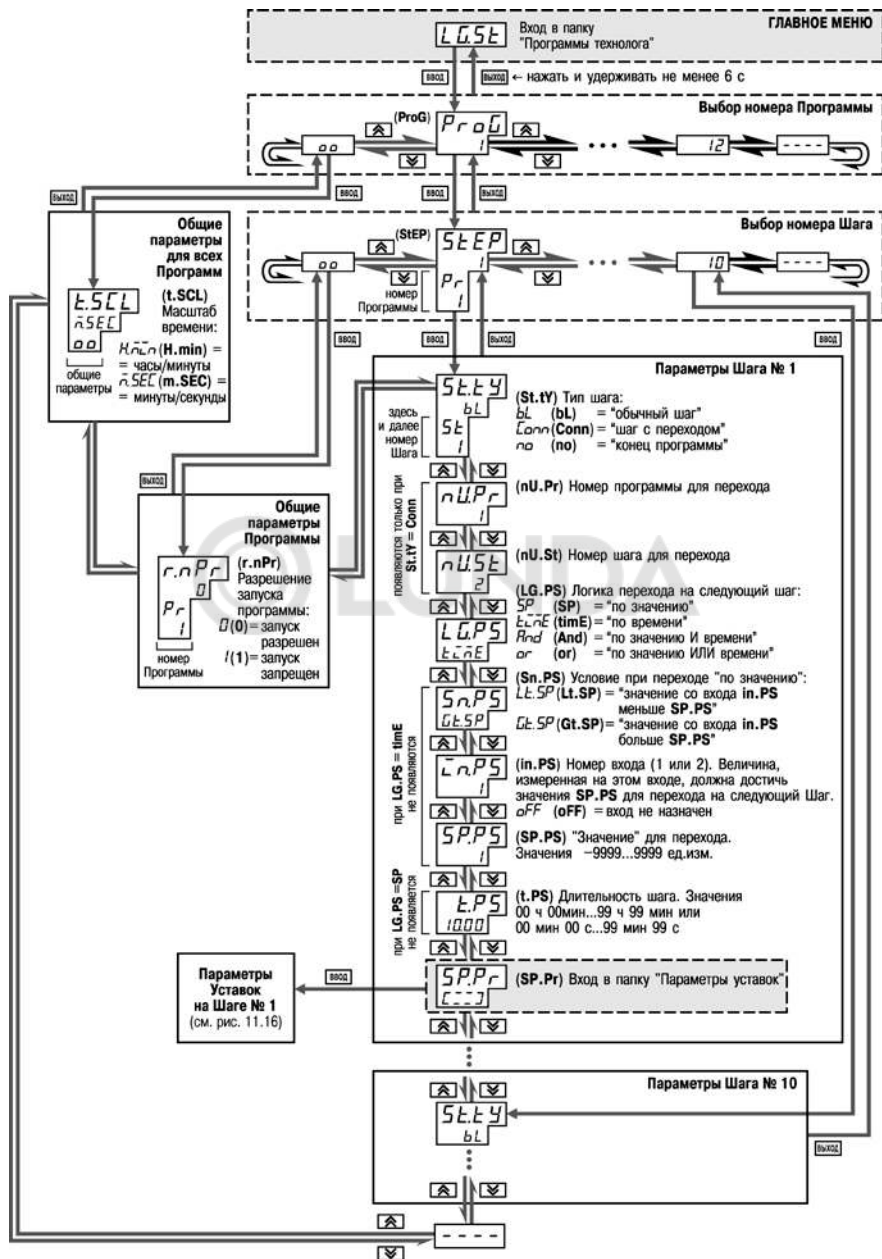 ГЛАВНОЕ МЕНЮ
LG.St
Вход в папку
"Программы технолога"
ввод
выход
← нажать и удерживать не менее 6 с
Выбор номера Программы
(ProG)
ProG
1
oo
• • •
12
- - - -
выход
ввод
ввод
выход
Выбор номера Шага
(StEP)
StEP
1
Pr
1
номер
Программы
oo
• • •
10
- - - -
Общие
параметры
для всех
Программ
t.SCL
m.SEC
oo
общие
параметры
(t.SCL)
Масштаб
времени:
H.min (H.min) =
= часы/минуты
m.SEC (m.SEC) =
= минуты/секунды
выход
ввод
ввод
выход
ввод
Общие
параметры
Программы
r.nPr
0
Pr
1
номер
Программы
(r.nPr)
Разрешение
запуска
программы:
0 (0) = запуск
разрешен
1 (1) = запуск
запрещен
Параметры Шага № 1
St.tY
bL
St
1
здесь
и далее
номер
Шага
(St.tY) Тип шага:
bL (bL) = "обычный шаг"
Conn (Conn) = "шаг с переходом"
no (no) = "конец программы"
появляются только при
St.tY = Conn
nU.Pr
1
(nU.Pr) Номер программы для перехода
nU.St
2
(nU.St) Номер шага для перехода
LG.PS
timE
(LG.PS) Логика перехода на следующий шаг:
SP (SP) = "по значению"
timE (timE) = "по времени"
And (And) = "по значению И времени"
or (or) = "по значению ИЛИ времени"
при LG.PS = timE
не появляются
Sn.PS
Gt.SP
(Sn.PS) Условие при переходе "по значению":
Lt.SP (Lt.SP) = "значение со входа in.PS
меньше SP.PS"
Gt.SP (Gt.SP) = "значение со входа in.PS
больше SP.PS"
in.PS
1
(in.PS) Номер входа (1 или 2). Величина,
измеренная на этом входе, должна достичь
значения SP.PS для перехода на следующий Шаг.
oFF (oFF) = вход не назначен
SP.PS
1
(SP.PS) "Значение" для перехода.
Значения −9999...9999 ед.изм.
при LG.PS =SP
не появляется
t.PS
10.00
(t.PS) Длительность шага. Значения
00 ч 00мин...99 ч 99 мин или
00 мин 00 с...99 мин 99 с
SP.Pr
[- -]
(SP.Pr) Вход в папку "Параметры уставок"
ввод
Параметры
Уставок
на Шаге № 1
(см. рис. 11.16)
Параметры Шага № 10
St.tY
bL
выход
- - - -
© LUNDA